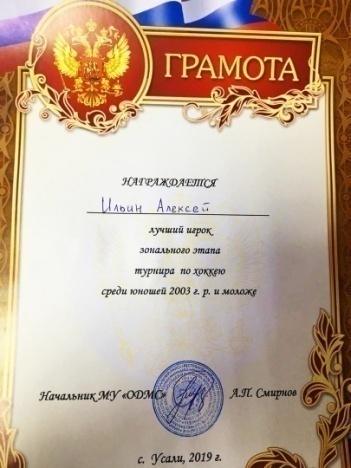 ГРАМОТА
НАГРАЖДАЕТСЯ
Ильин Алексей
лучший игрок
зонального этапа
турнира по хоккею
среди юношей 2003 г. р. и моложе
Начальник МУ «ОДМС» А.П. Смирнов
с. Усали, 2019 г.